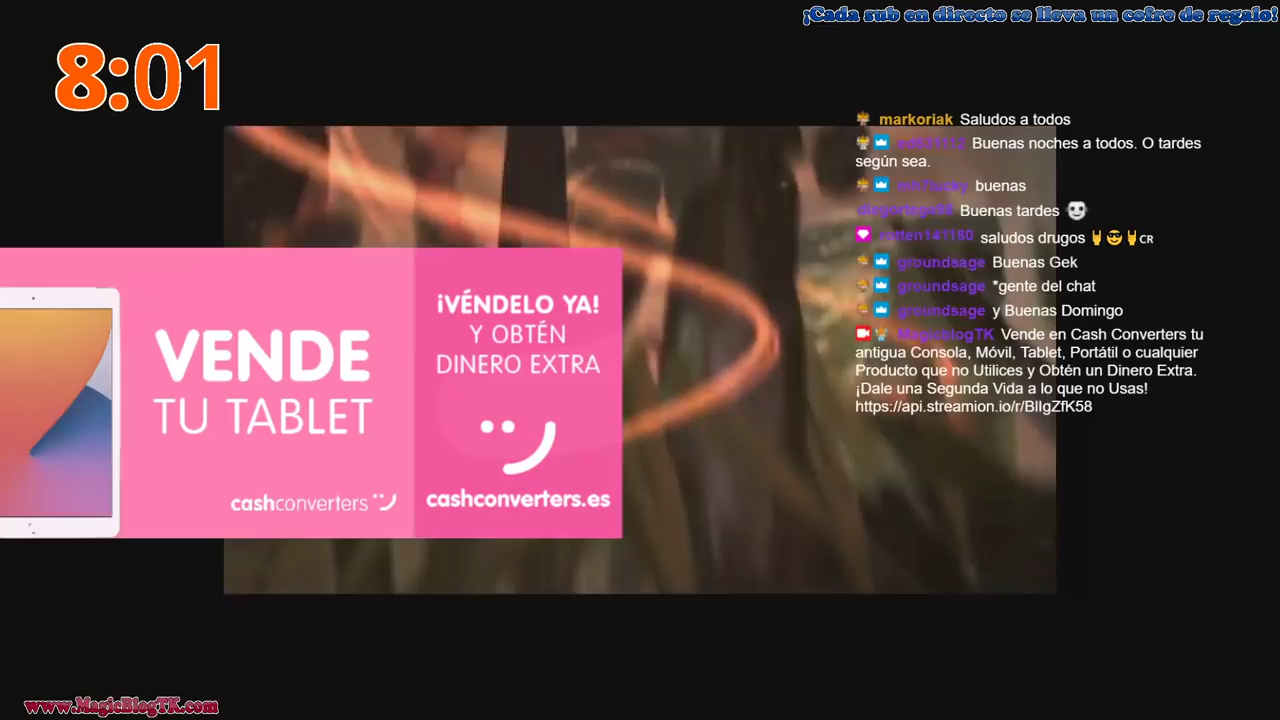 ¡Cada sub en directo se lleva un cofre de regalo!
8:01
markoriak Saludos a todos
Buenas noches a todos. O tardes
según sea.
mh7lucky buenas
Buenas tardes
saludos drugos CR
groundsage Buenas Gek
groundsage *gente del chat
groundsage y Buenas Domingo
MagicblogTK Vende en Cash Converters tu
antigua Consola, Móvil, Tablet, Portátil o cualquier
Producto que no Utilices y Obtén un Dinero Extra.
¡Dale una Segunda Vida a lo que no Usas!
https://api.streamion.io/r/BlIgZfK58
VENDE
TU TABLET
cashconverters
¡VÉNDELO YA!
Y OBTÉN
DINERO EXTRA
cashconverters.es
www.MagicBlogTK.com